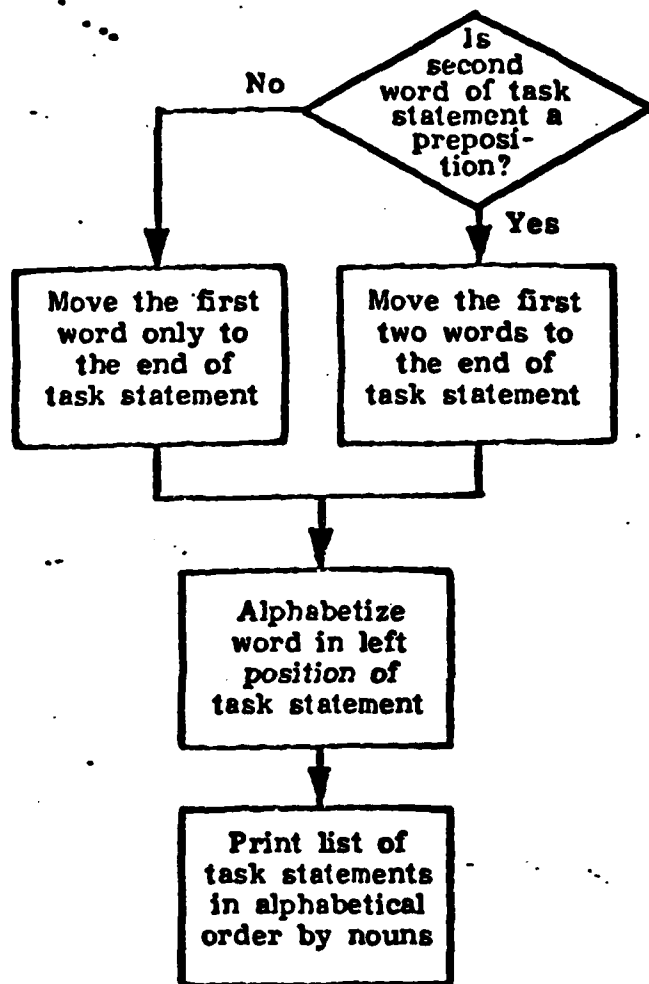 Is
second
word of task
statement a
preposi-
tion?
No
Yes
Move the first
word only to
the end of
task statement
Move the first
two words to
the end of
task statement
Alphabetize
word in left
position of
task statement
Print list of
task statements
in alphabetical
order by nouns